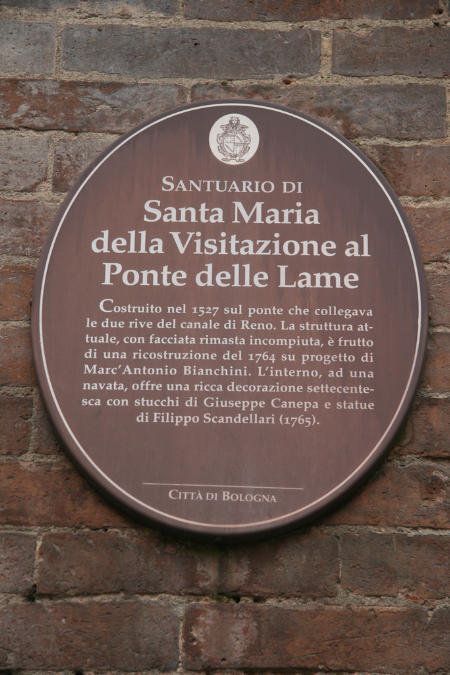 Santuario di
Santa Maria
della Visitazione al
Ponte delle Lame
Costruito nel 1527 sul ponte che collegava
le due rive del canale di Reno. La struttura at-
tuale, con facciata rimasta incompiuta, è frutto
di una ricostruzione del 1764 su progetto di
Marc'Antonio Bianchini. L'interno, ad una
navata, offre una ricca decorazione settecente-
sca con stucchi di Giuseppe Canepa e statue
di Filippo Scandellari (1765).
Città di Bologna